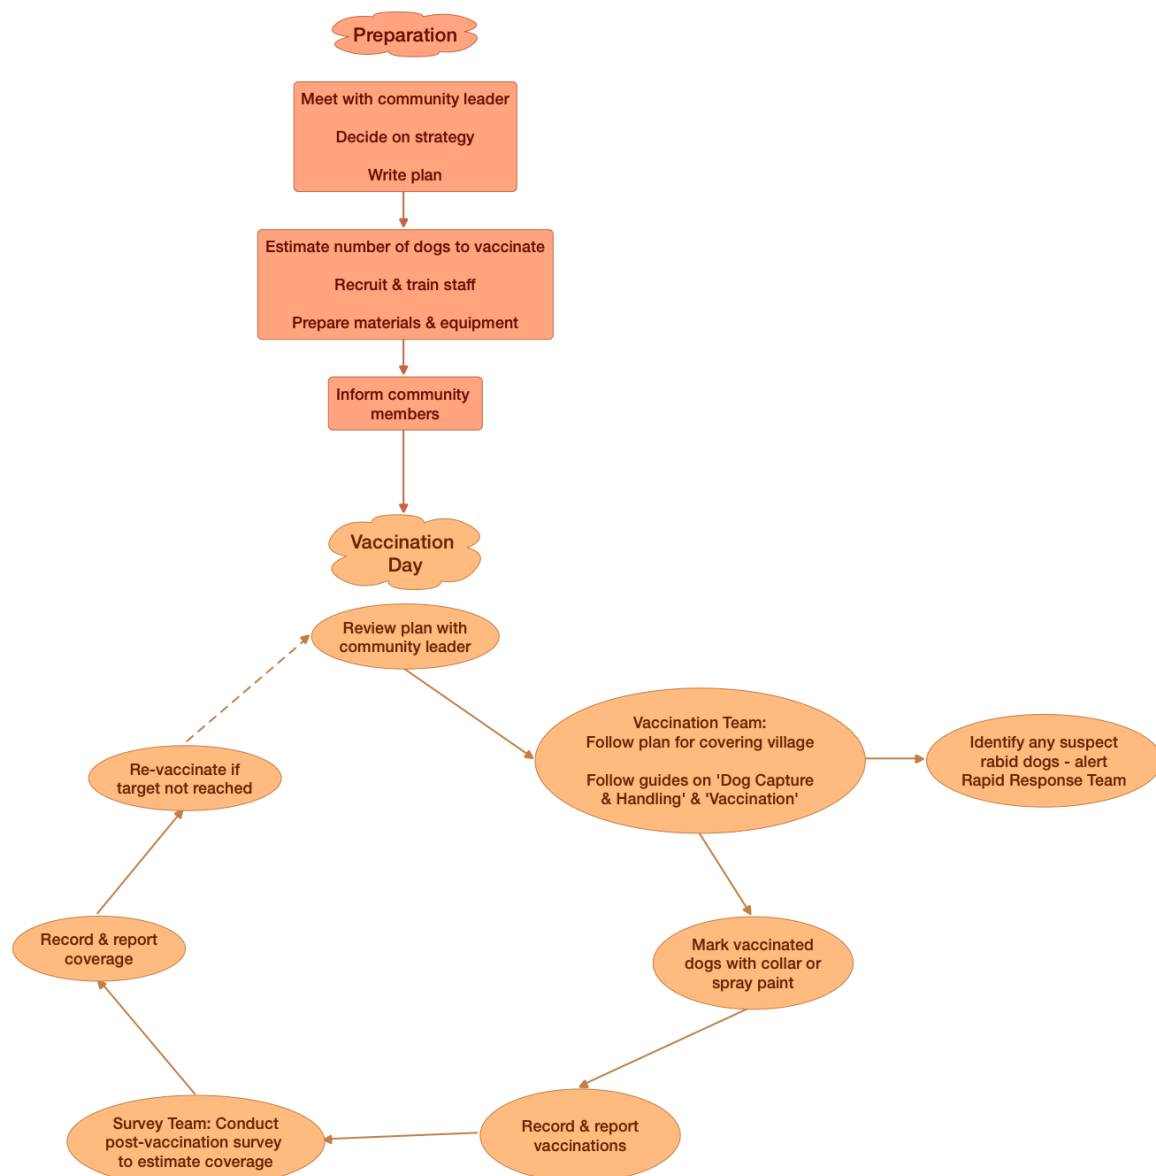 Preparation
Meet with community leader
Decide on strategy
Write plan
Estimate number of dogs to vaccinate
Recruit & train staff
Prepare materials & equipment
Inform community
members
Vaccination
Day
Review plan with
community leader
Vaccination Team:
Follow plan for covering village
Follow guides on 'Dog Capture
& Handling' & 'Vaccination'
Identify any suspect
rabid dogs - alert
Rapid Response Team
Mark vaccinated
dogs with collar or
spray paint
Record & report
vaccinations
Survey Team: Conduct
post-vaccination survey
to estimate coverage
Record & report
coverage
Re-vaccinate if
target not reached